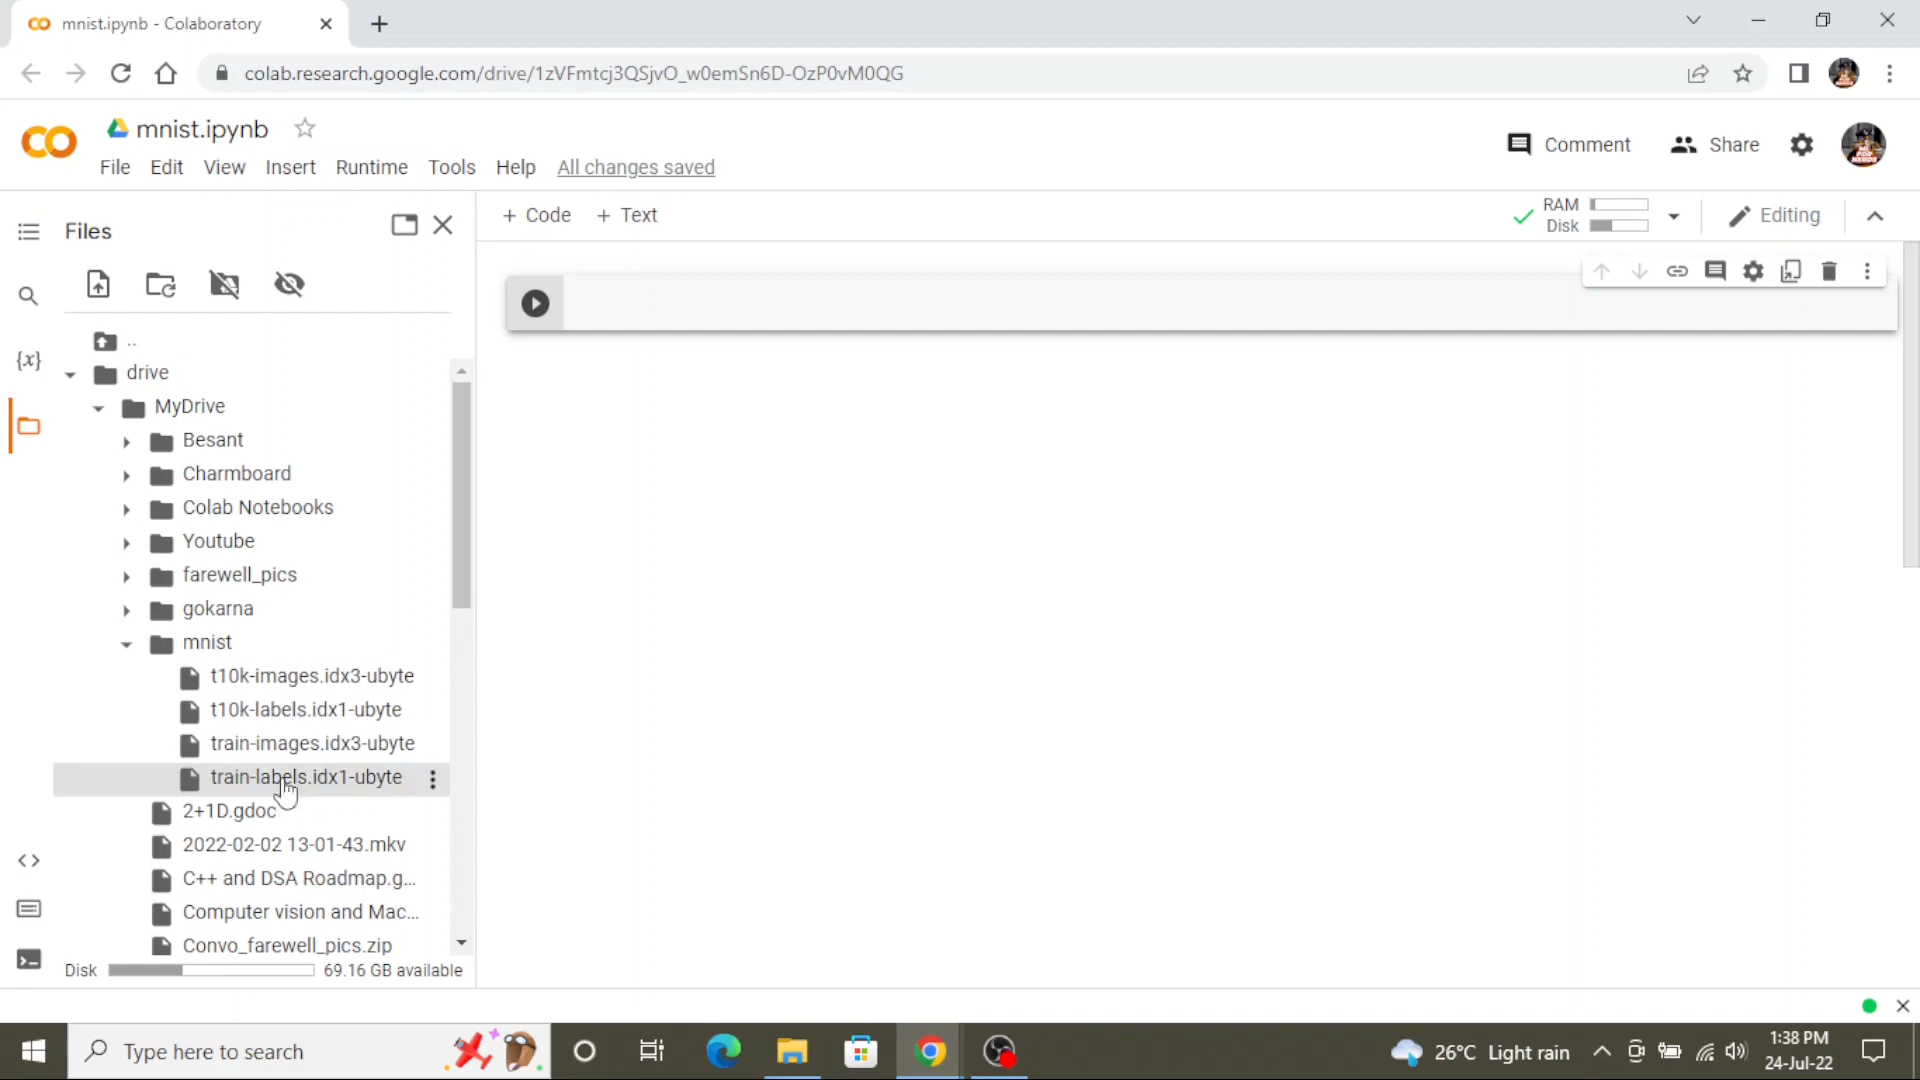 mnist.ipynb - Colaboratory
colab.research.google.com/drive/1zVFmtcj3QSjvO_w0emSn6D-OzP0vM0QG
mnist.ipynb
Comment
Share
File Edit View Insert Runtime Tools Help All changes saved
Files
+ Code + Text
RAM
Disk
Editing
{x}
..
drive
MyDrive
Besant
Charmboard
Colab Notebooks
Youtube
farewell_pics
gokarna
mnist
t10k-images.idx3-ubyte
t10k-labels.idx1-ubyte
train-images.idx3-ubyte
train-labels.idx1-ubyte
2+1D.gdoc
2022-02-02 13-01-43.mkv
C++ and DSA Roadmap.g...
Computer vision and Mac...
Convo_farewell_pics.zip
Disk 69.16 GB available
Type here to search
26°C Light rain
1:38 PM
24-Jul-22